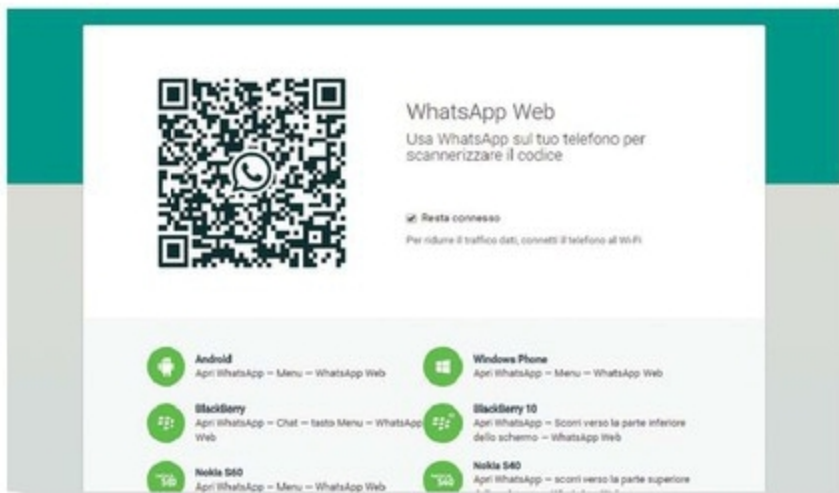 WhatsApp Web
Usa WhatsApp sul tuo telefono per
scannerizzare il codice
Resta connesso
Per ridurre il traffico dati, connetti il telefono al Wi-Fi
Android
Apri WhatsApp — Menu — WhatsApp Web
Windows Phone
Apri WhatsApp — Menu — WhatsApp Web
BlackBerry
Apri WhatsApp — Chat — tasto Menu — WhatsApp
Web
BlackBerry 10
Apri WhatsApp — Scorri verso la parte inferiore
dello schermo — WhatsApp Web
Nokia S60
Apri WhatsApp — Menu — WhatsApp Web
Nokia S40
Apri WhatsApp — scorri verso la parte superiore